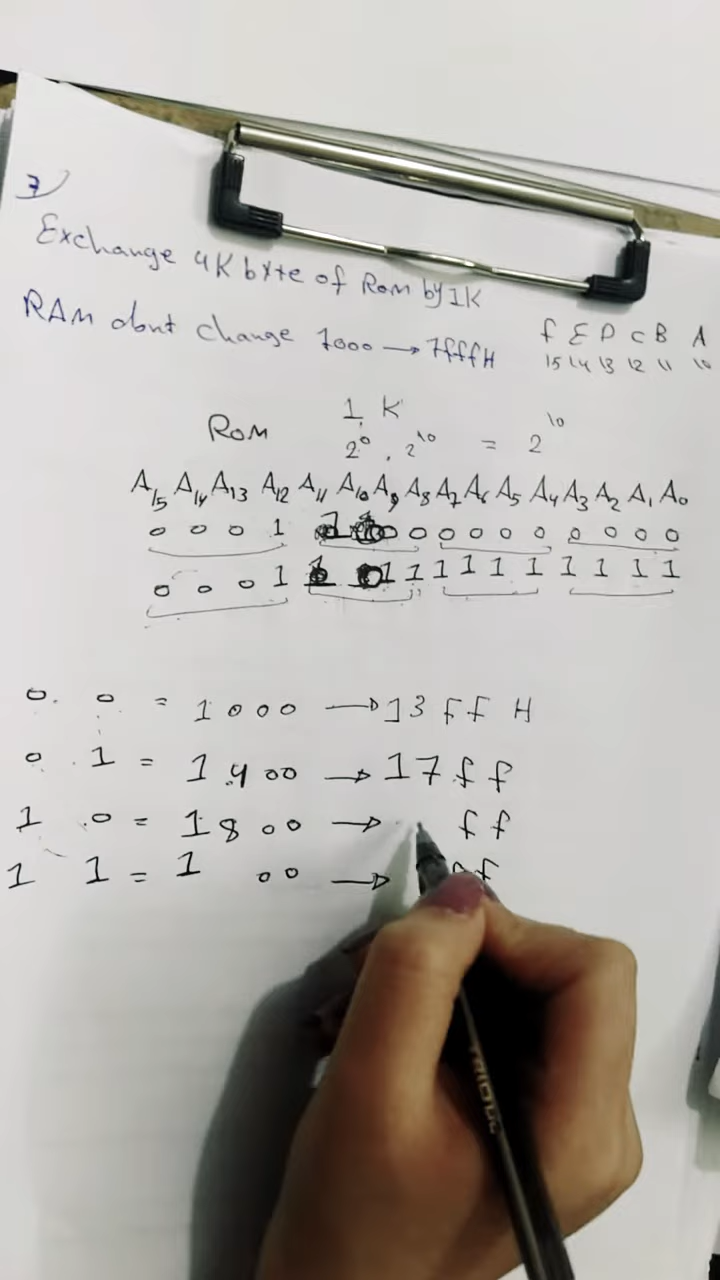 7
Exchange 4K byte of Rom by 1K
RAM dont change 7000 → 7fffH
f E D C B A
15 14 13 12 11 10
ROM 1 K
2⁰ . 2¹⁰ = 2¹⁰
A15 A14 A13 A12 A11 A10 A9 A8 A7 A6 A5 A4 A3 A2 A1 A0
0 0 0 1 0 0 0 0 0 0 0 0 0
0 0 0 1 1 1 1 1 1 1 1 1 1 1
0 0 = 1000 → 13ffH
0 1 = 1400 → 17ff
1 0 = 1800 → ff
1 1 = 1 00 → ff